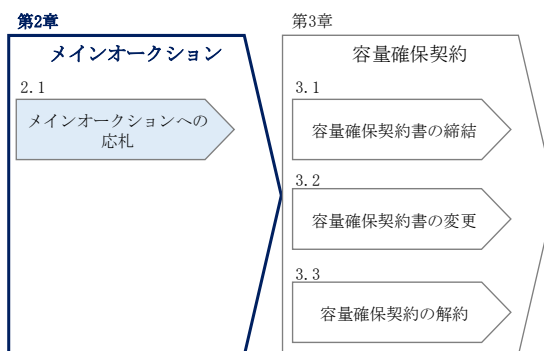 第2章
メインオークション
2.1
メインオークションへの
応札
第3章
容量確保契約
3.1
容量確保契約書の締結
3.2
容量確保契約書の変更
3.3
容量確保契約の解約